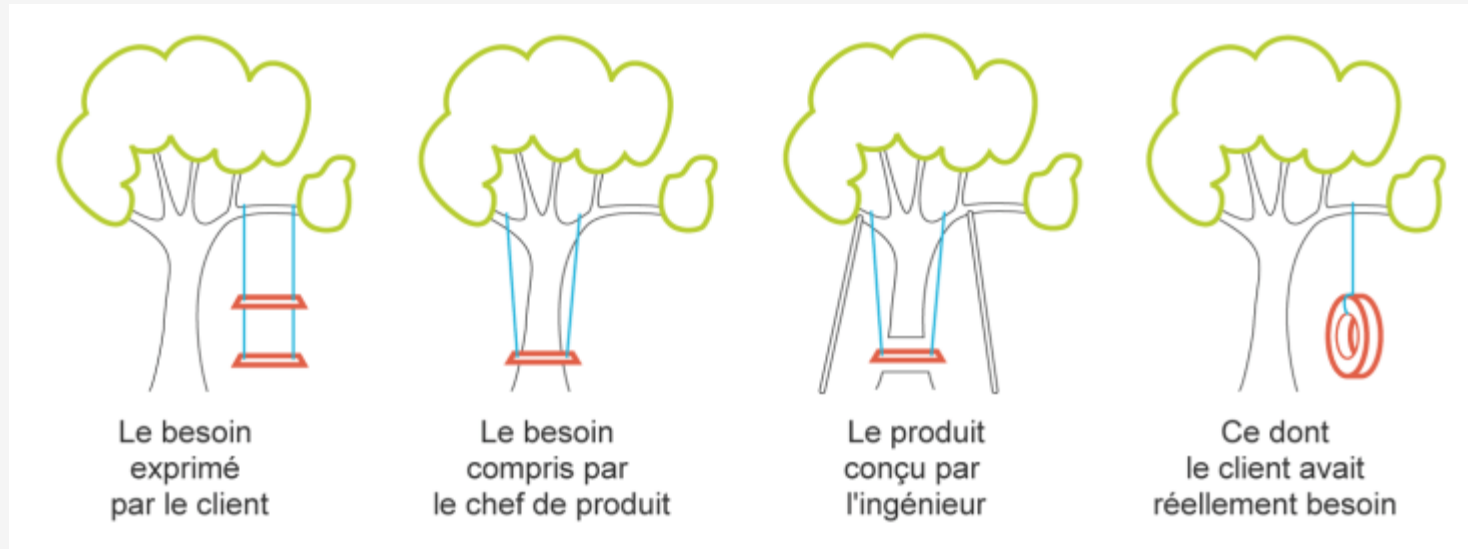 Le besoin
exprimé
par le client
Le besoin
compris par
le chef de produit
Le produit
conçu par
l'ingénieur
Ce dont
le client avait
réellement besoin